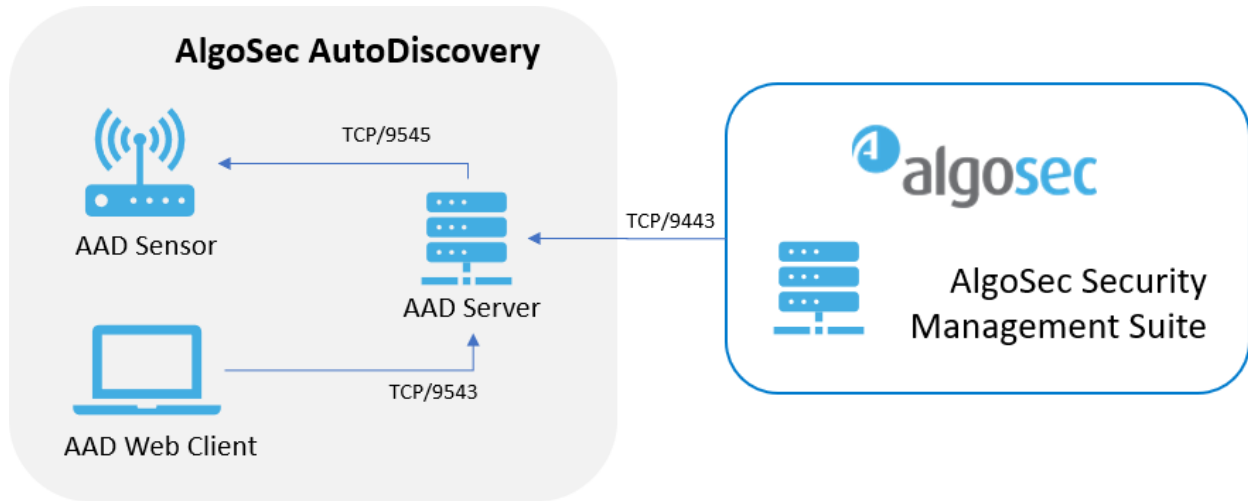 AlgoSec AutoDiscovery
TCP/9545
AAD Sensor
AAD Server
TCP/9543
AAD Web Client
TCP/9443
algosec
AlgoSec Security
Management Suite